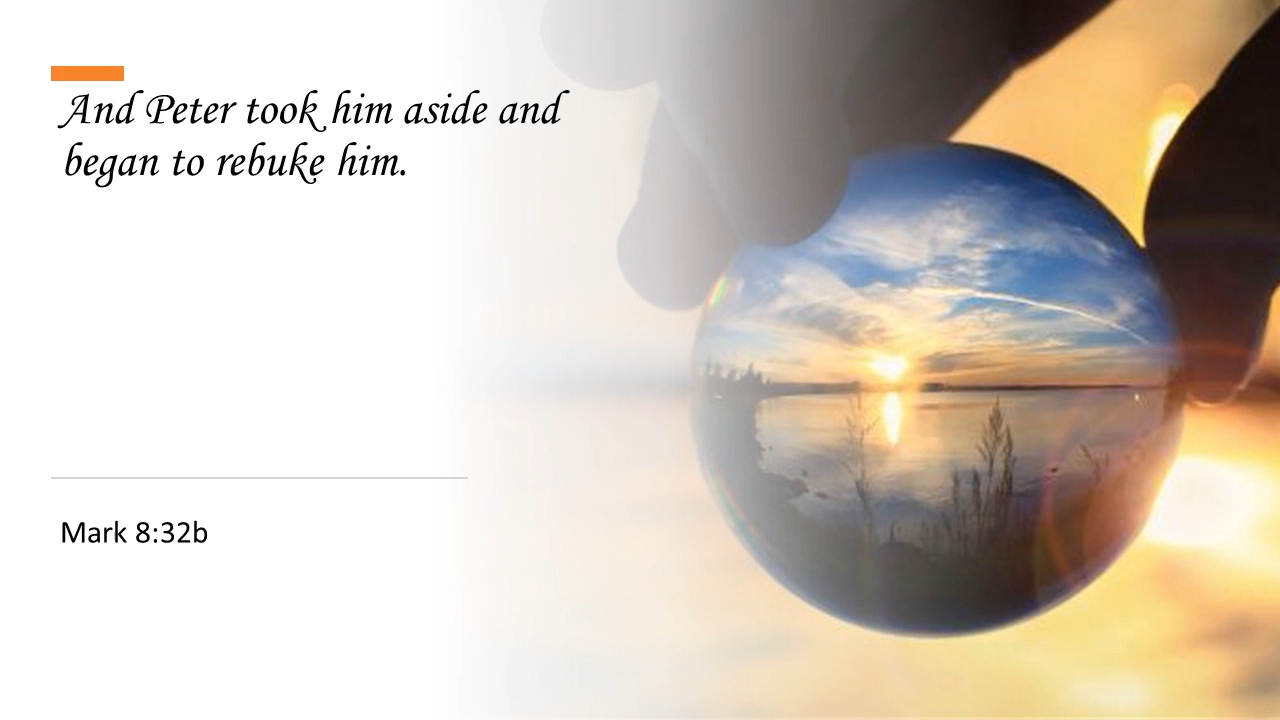 And Peter took him aside and
began to rebuke him.
Mark 8:32b